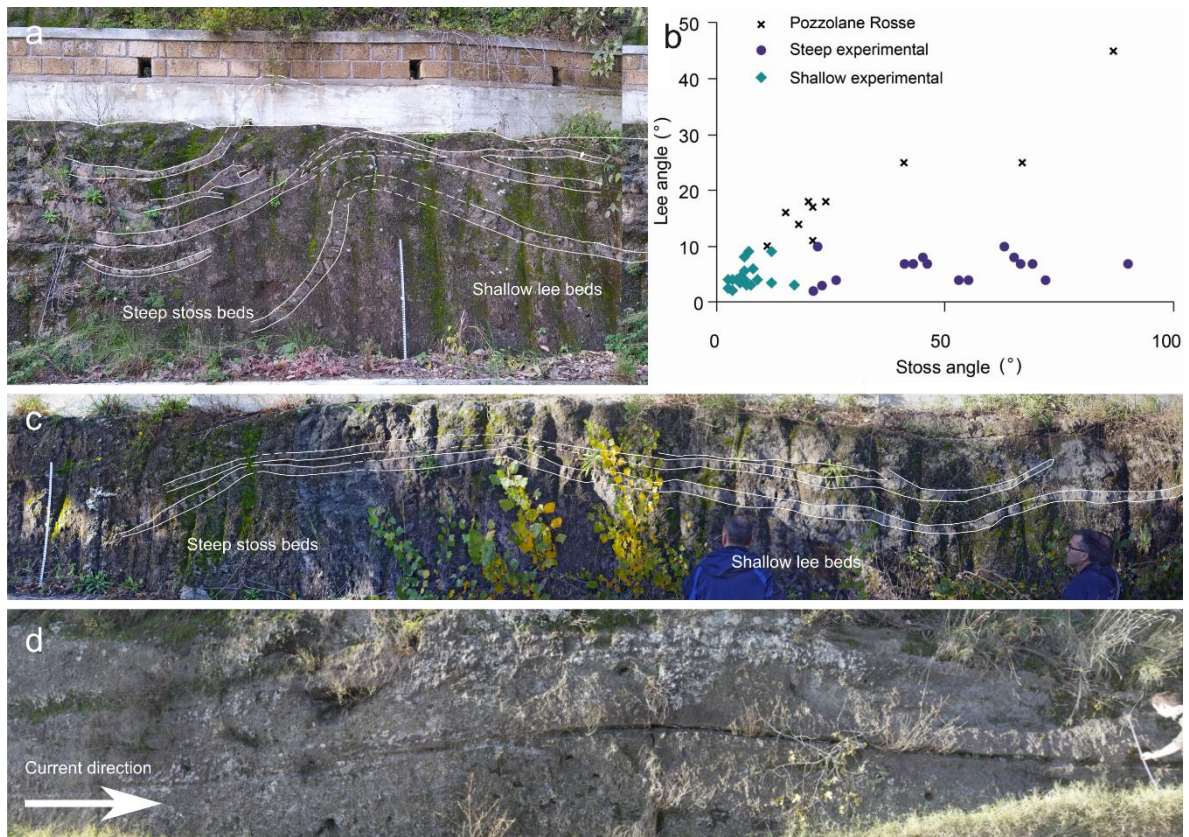 a
Steep stoss beds
Shallow lee beds
b
Pozzolane Rosse
Steep experimental
Shallow experimental
50
40
30
20
10
0
Lee angle (°)
0
50
100
Stoss angle (°)
c
Steep stoss beds
Shallow lee beds
d
Current direction